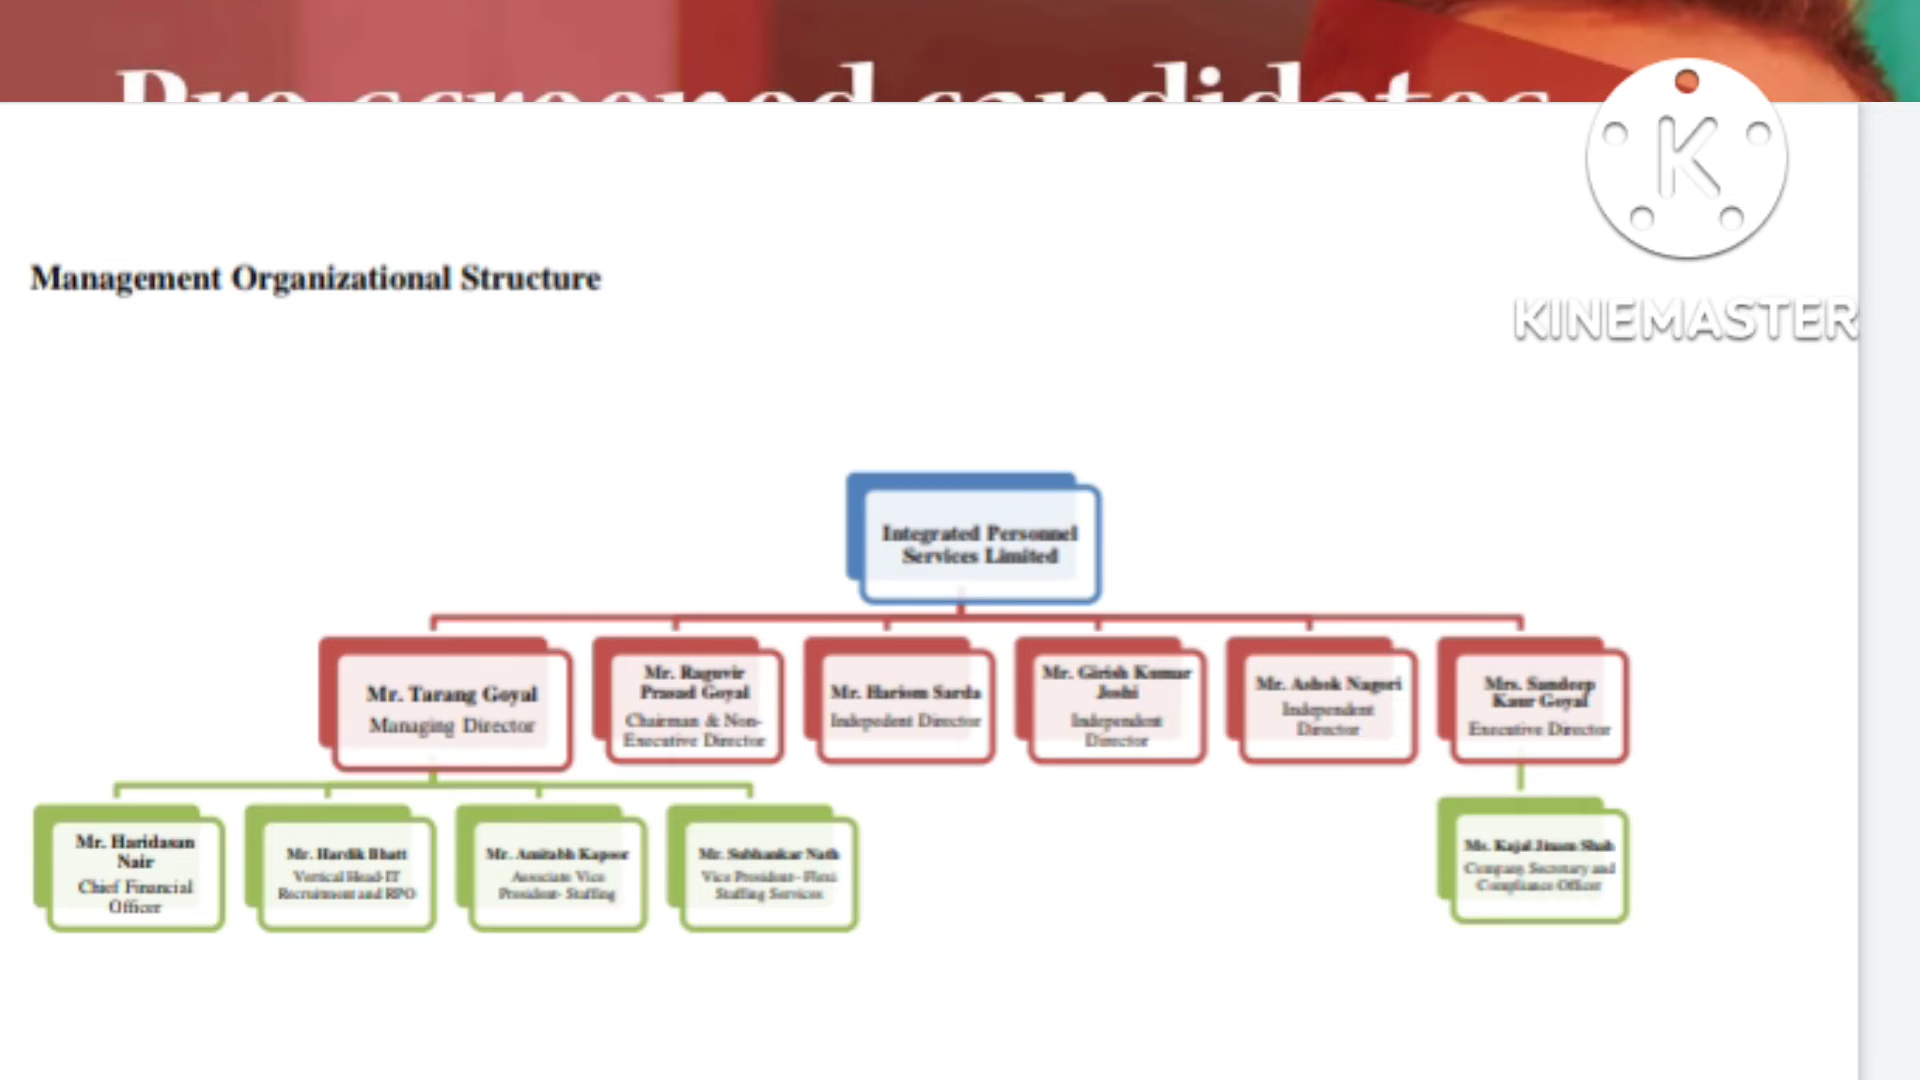 Pre screened candidates
K
KINEMASTER
Management Organizational Structure
Integrated Personnel
Services Limited
Mr. Tarang Goyal
Managing Director
Mr. Raguvir
Prasad Goyal
Chairman & Non-
Executive Director
Mr. Hariom Sarda
Indepedent Director
Mr. Girish Kumar
Joshi
Independent
Director
Mr. Ashok Nagori
Independent
Director
Mrs. Sandeep
Kaur Goyal
Executive Director
Mr. Haridasan
Nair
Chief Financial
Officer
Mr. Hardik Bhatt
Vertical Head-IT
Recruitment and RPO
Mr. Amitabh Kapoor
Associate Vice
President- Staffing
Mr. Subhankar Nath
Vice President- Flexi
Staffing Services
Ms. Kajal Jinam Shah
Company Secretary and
Compliance Officer